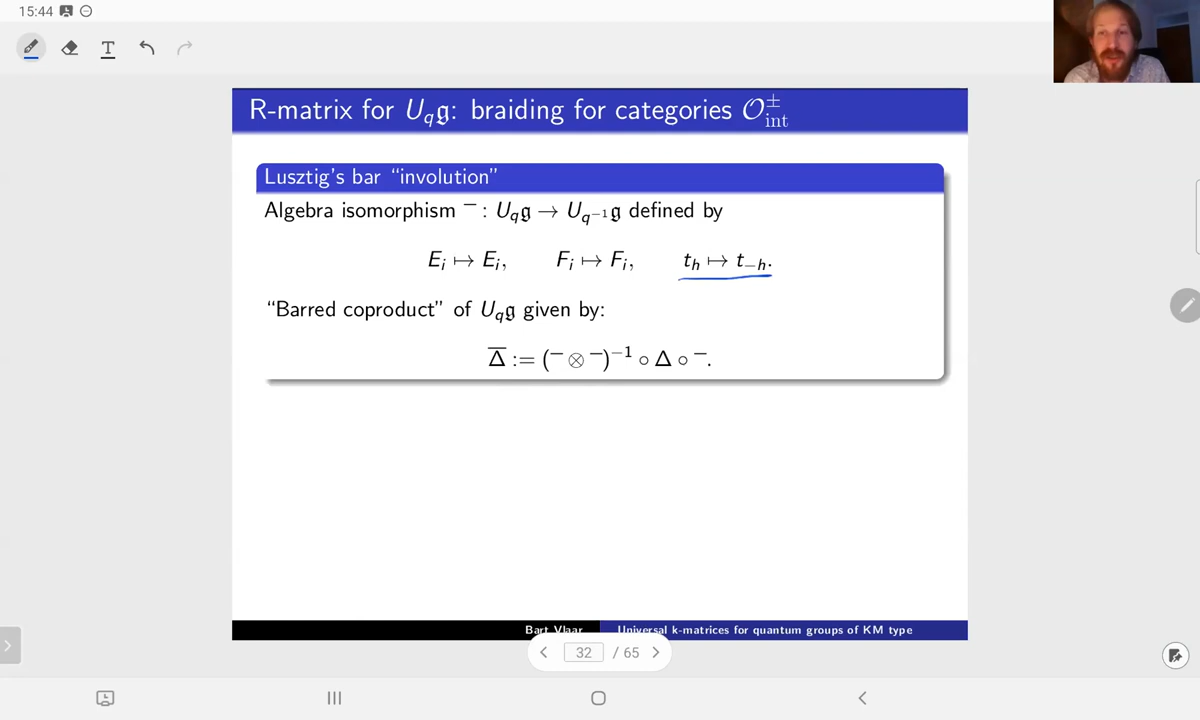 15:44
T
R-matrix for U_q𝔤: braiding for categories 𝒪^±_int
Lusztig's bar “involution”
Algebra isomorphism ‾ : U_q𝔤 → U_{q^{-1}}𝔤 defined by
E_i ↦ E_i, F_i ↦ F_i, t_h ↦ t_{−h}.
“Barred coproduct” of U_q𝔤 given by:
Δ̅ := (‾ ⊗ ‾)^{−1} ∘ Δ ∘ ‾.
Bart Vlaar Universal k-matrices for quantum groups of KM type
32 / 65